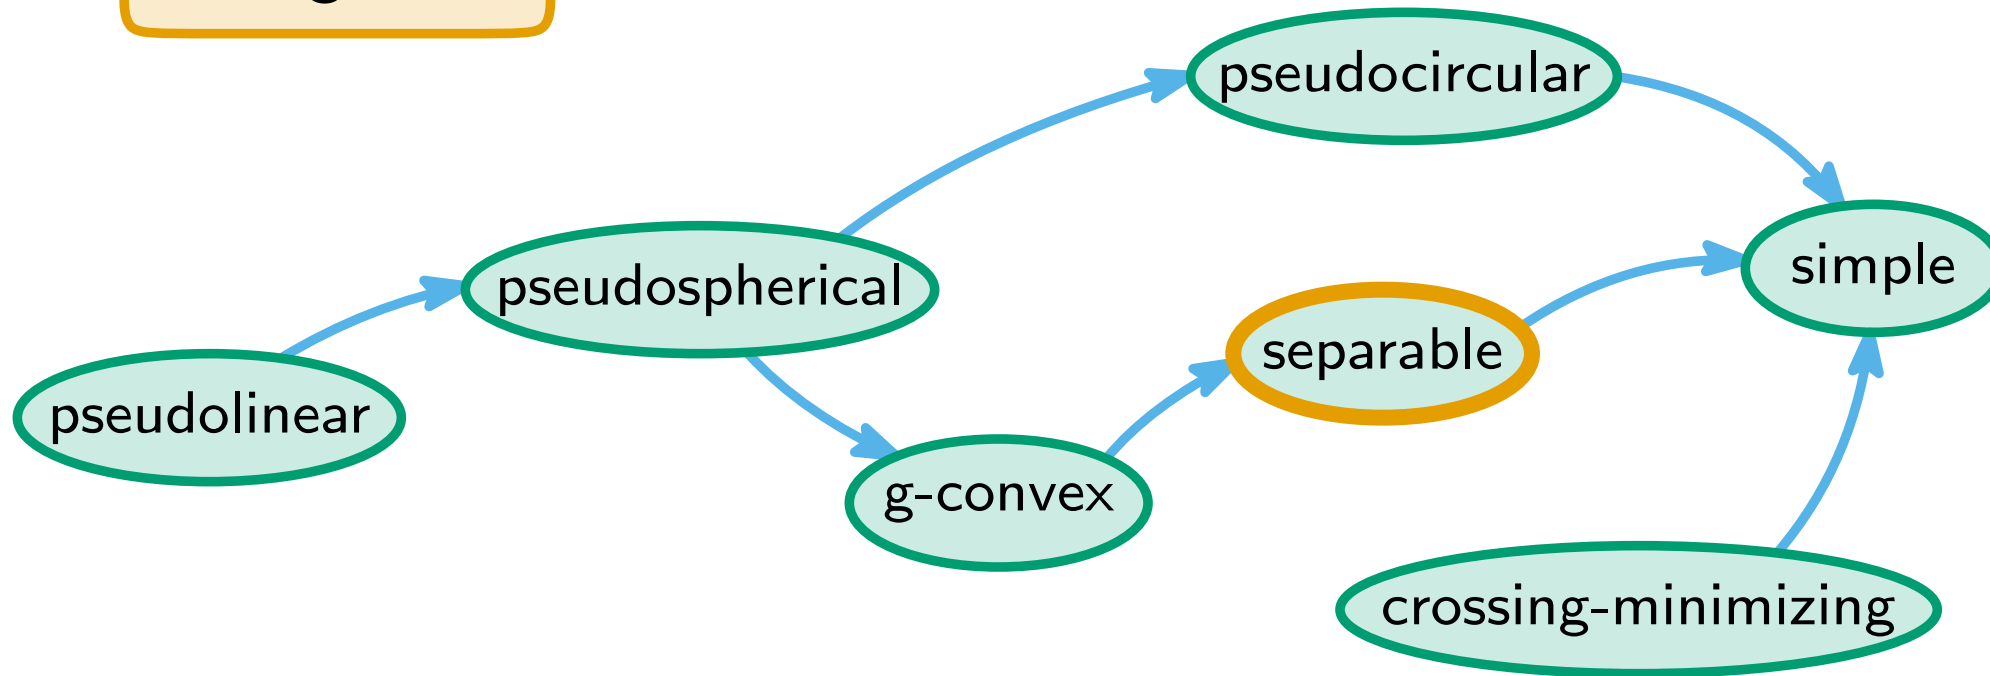 pseudocircular
simple
pseudospherical
separable
pseudolinear
g-convex
crossing-minimizing